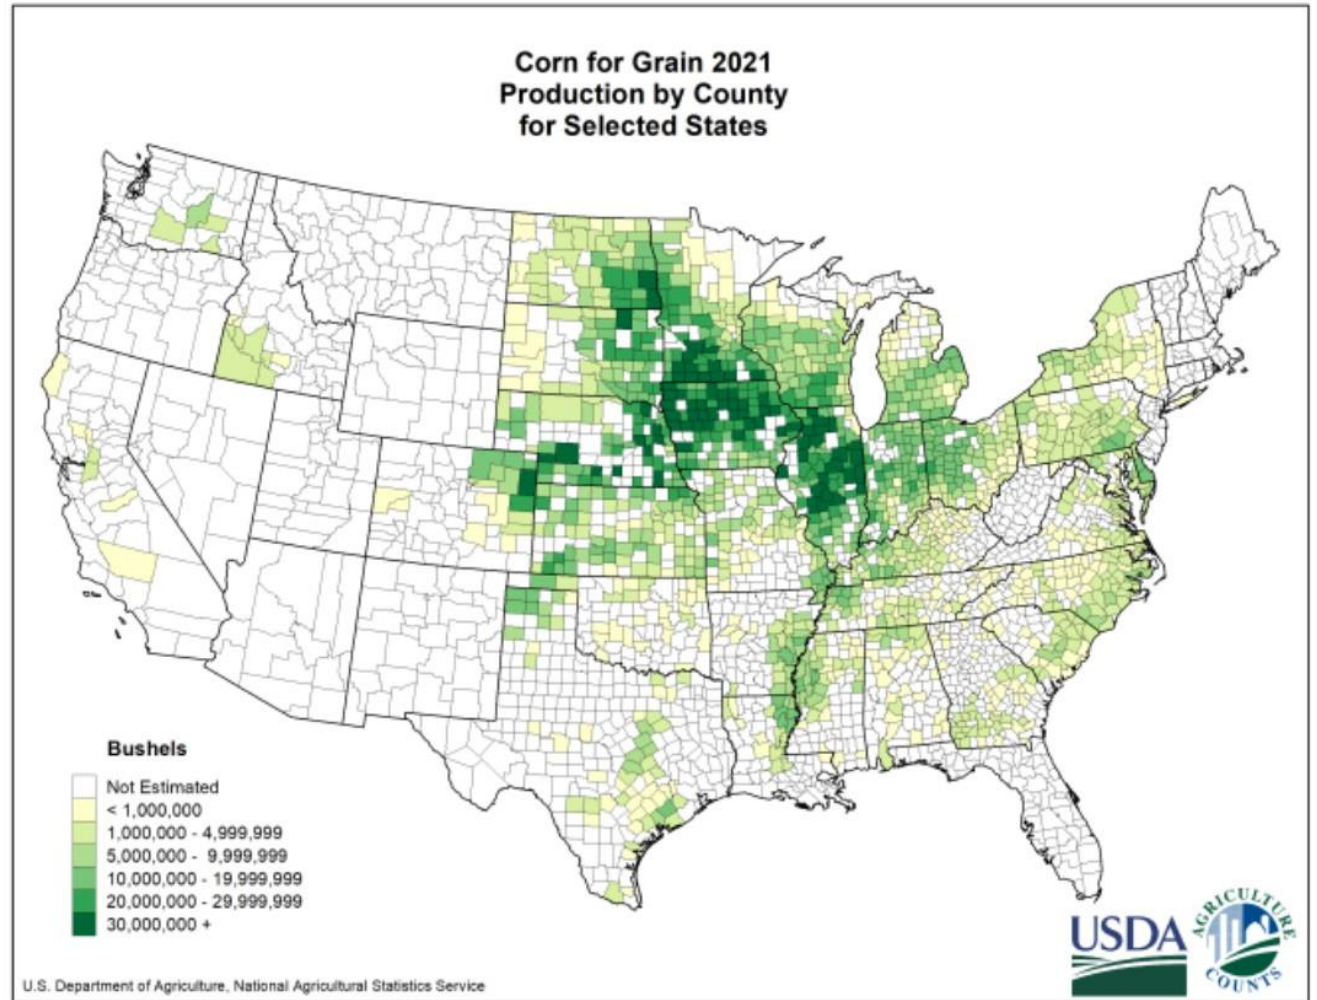 Corn for Grain 2021
Production by County
for Selected States
Bushels
Not Estimated
< 1,000,000
1,000,000 - 4,999,999
5,000,000 - 9,999,999
10,000,000 - 19,999,999
20,000,000 - 29,999,999
30,000,000 +
USDA
AGRICULTURE
COUNTS
U.S. Department of Agriculture, National Agricultural Statistics Service